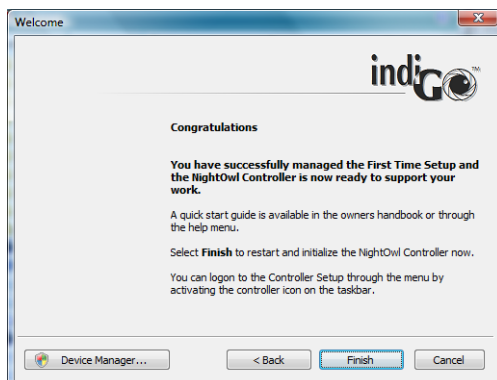 Welcome
indiGo™
Congratulations
You have successfully managed the First Time Setup and
the NightOwl Controller is now ready to support your
work.
A quick start guide is available in the owners handbook or through
the help menu.
Select Finish to restart and initialize the NightOwl Controller now.
You can logon to the Controller Setup through the menu by
activating the controller icon on the taskbar.
Device Manager...
< Back
Finish
Cancel